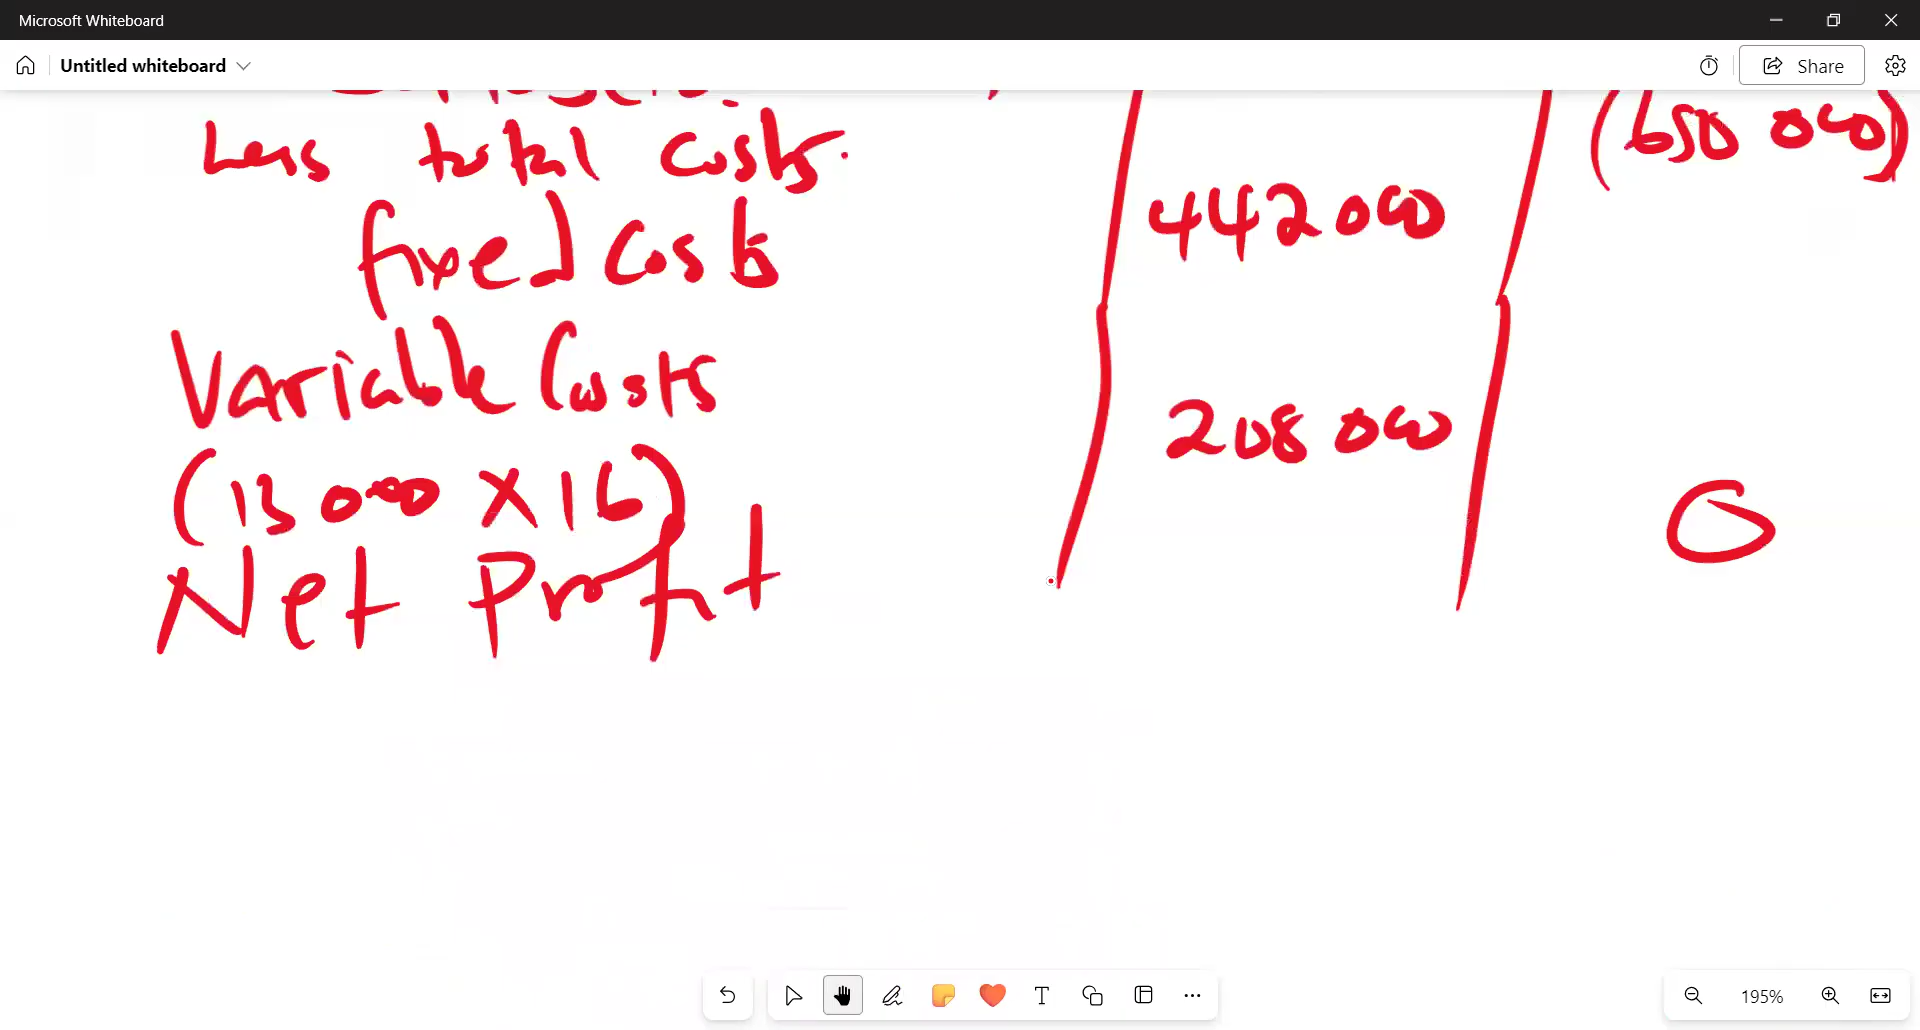 Microsoft Whiteboard
Untitled whiteboard
Share
Less total costs. (650 000)
fixed costs 442 000
Variable Costs 208 000
(13 000 X 16)
Net Profit 0
195%